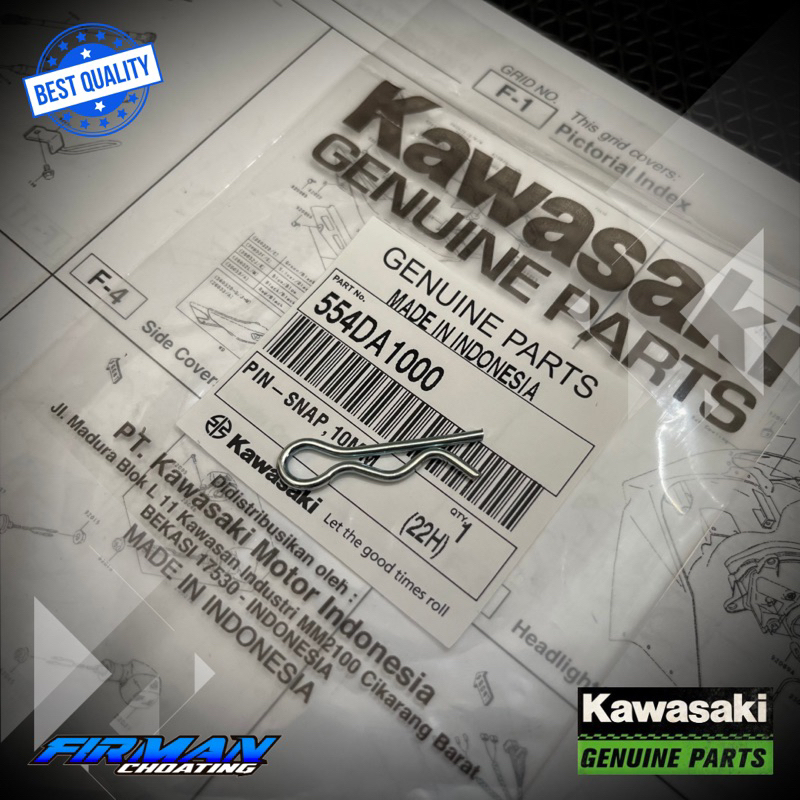 BEST QUALITY
GRID NO.
F-1
This grid covers:
Pictorial Index
Kawasaki
GENUINE PARTS
F-4
Side Cover
GENUINE PARTS
MADE IN INDONESIA
PART No.
554DA1000
PIN – SNAP , 10MM
QTY
1
(22H)
Kawasaki
Let the good times roll
PT. Kawasaki Motor Indonesia
Didistribusikan oleh :
Jl. Madura Blok L 11 Kawasan Industri MM2100 Cikarang Barat
BEKASI 17530 - INDONESIA
MADE IN INDONESIA
Headlight
FIRMAN
CHOATING
Kawasaki
GENUINE PARTS